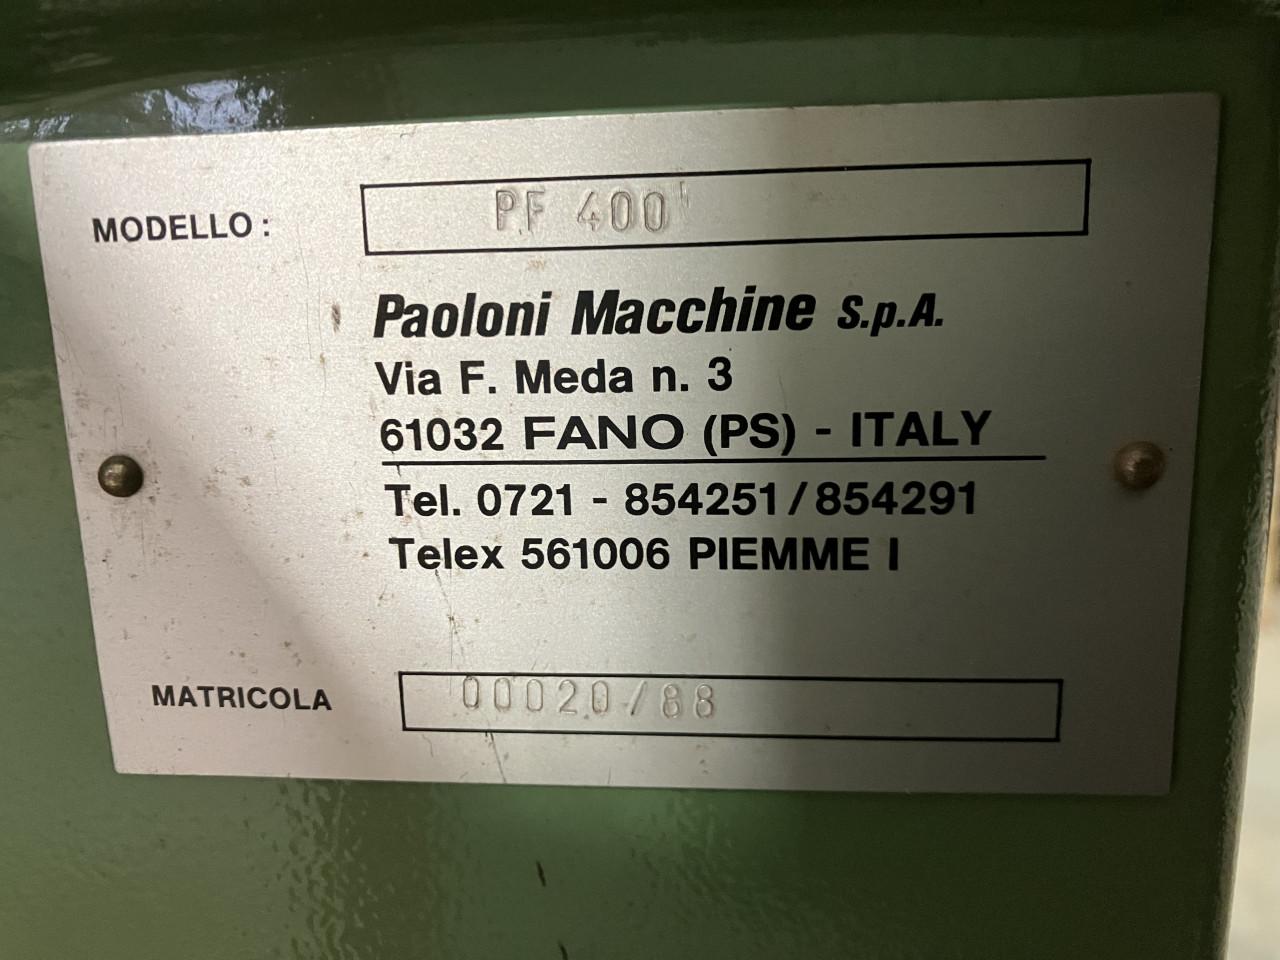 MODELLO: PF 400
Paoloni Macchine S.p.A.
Via F. Meda n. 3
61032 FANO (PS) - ITALY
Tel. 0721 - 854251/854291
Telex 561006 PIEMME I
MATRICOLA 00020/88